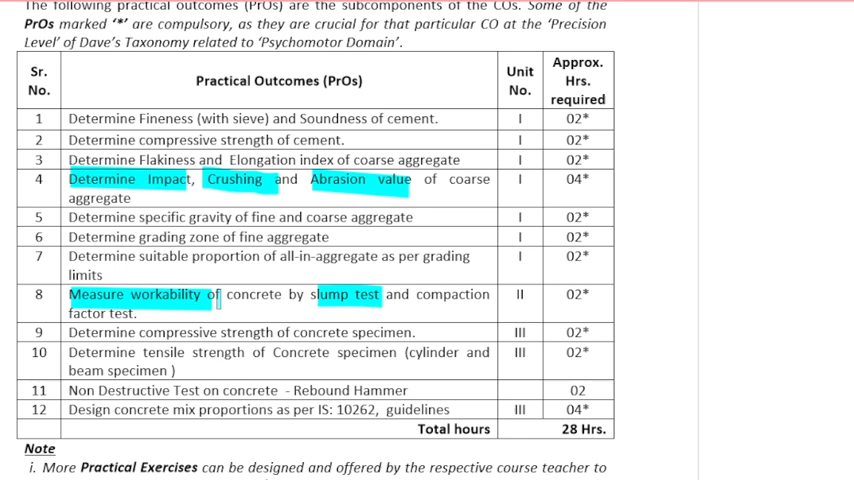 The following practical outcomes (PrOs) are the subcomponents of the COs. Some of the
PrOs marked '*' are compulsory, as they are crucial for that particular CO at the 'Precision
Level' of Dave's Taxonomy related to 'Psychomotor Domain'.
Sr. No. Practical Outcomes (PrOs) Unit No. Approx. Hrs. required
1 Determine Fineness (with sieve) and Soundness of cement. I 02*
2 Determine compressive strength of cement. I 02*
3 Determine Flakiness and Elongation index of coarse aggregate I 02*
4 Determine Impact, Crushing and Abrasion value of coarse I 04*
aggregate
5 Determine specific gravity of fine and coarse aggregate I 02*
6 Determine grading zone of fine aggregate I 02*
7 Determine suitable proportion of all-in-aggregate as per grading I 02*
limits
8 Measure workability of concrete by slump test and compaction II 02*
factor test.
9 Determine compressive strength of concrete specimen. III 02*
10 Determine tensile strength of Concrete specimen (cylinder and III 02*
beam specimen )
11 Non Destructive Test on concrete - Rebound Hammer 02
12 Design concrete mix proportions as per IS: 10262, guidelines III 04*
Total hours 28 Hrs.
Note
i. More Practical Exercises can be designed and offered by the respective course teacher to